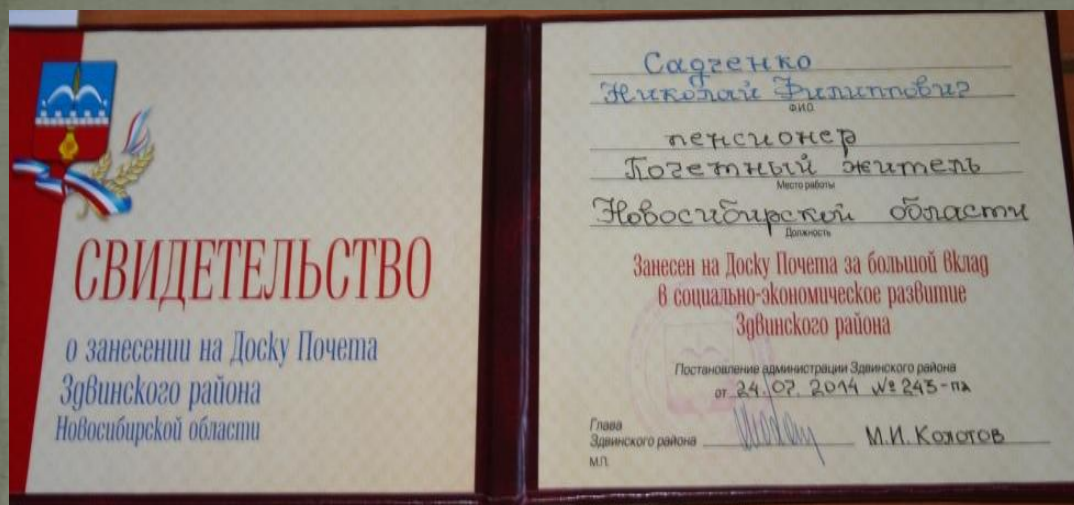 СВИДЕТЕЛЬСТВО
о занесении на Доску Почета
Здвинского района
Новосибирской области
Садченко
Николай Филиппович
Ф.И.О.
пенсионер
Почетный житель
Место работы
Новосибирской области
Должность
Занесен на Доску Почета за большой вклад
в социально-экономическое развитие
Здвинского района
Постановление администрации Здвинского района
от 24.07.2014 № 243-па
Глава
Здвинского района М.И. Колотов
М.П.